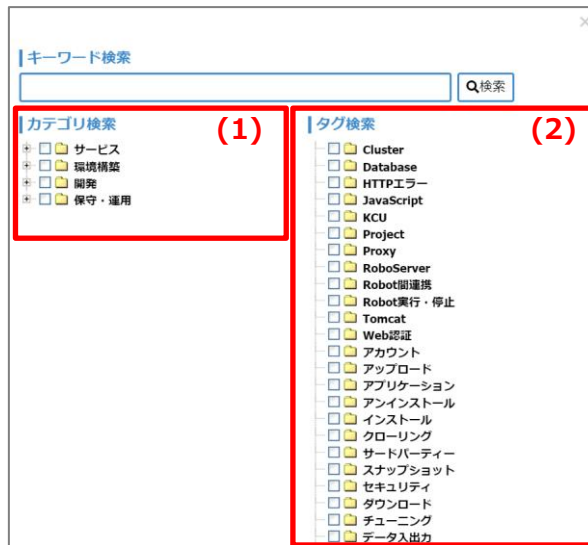 ×
キーワード検索
検索
カテゴリ検索
(1)
サービス
環境構築
開発
保守・運用
タグ検索
(2)
Cluster
Database
HTTPエラー
JavaScript
KCU
Project
Proxy
RoboServer
Robot間連携
Robot実行・停止
Tomcat
Web認証
アカウント
アップロード
アプリケーション
アンインストール
インストール
クローリング
サードパーティー
スナップショット
セキュリティ
ダウンロード
チューニング
データ入出力